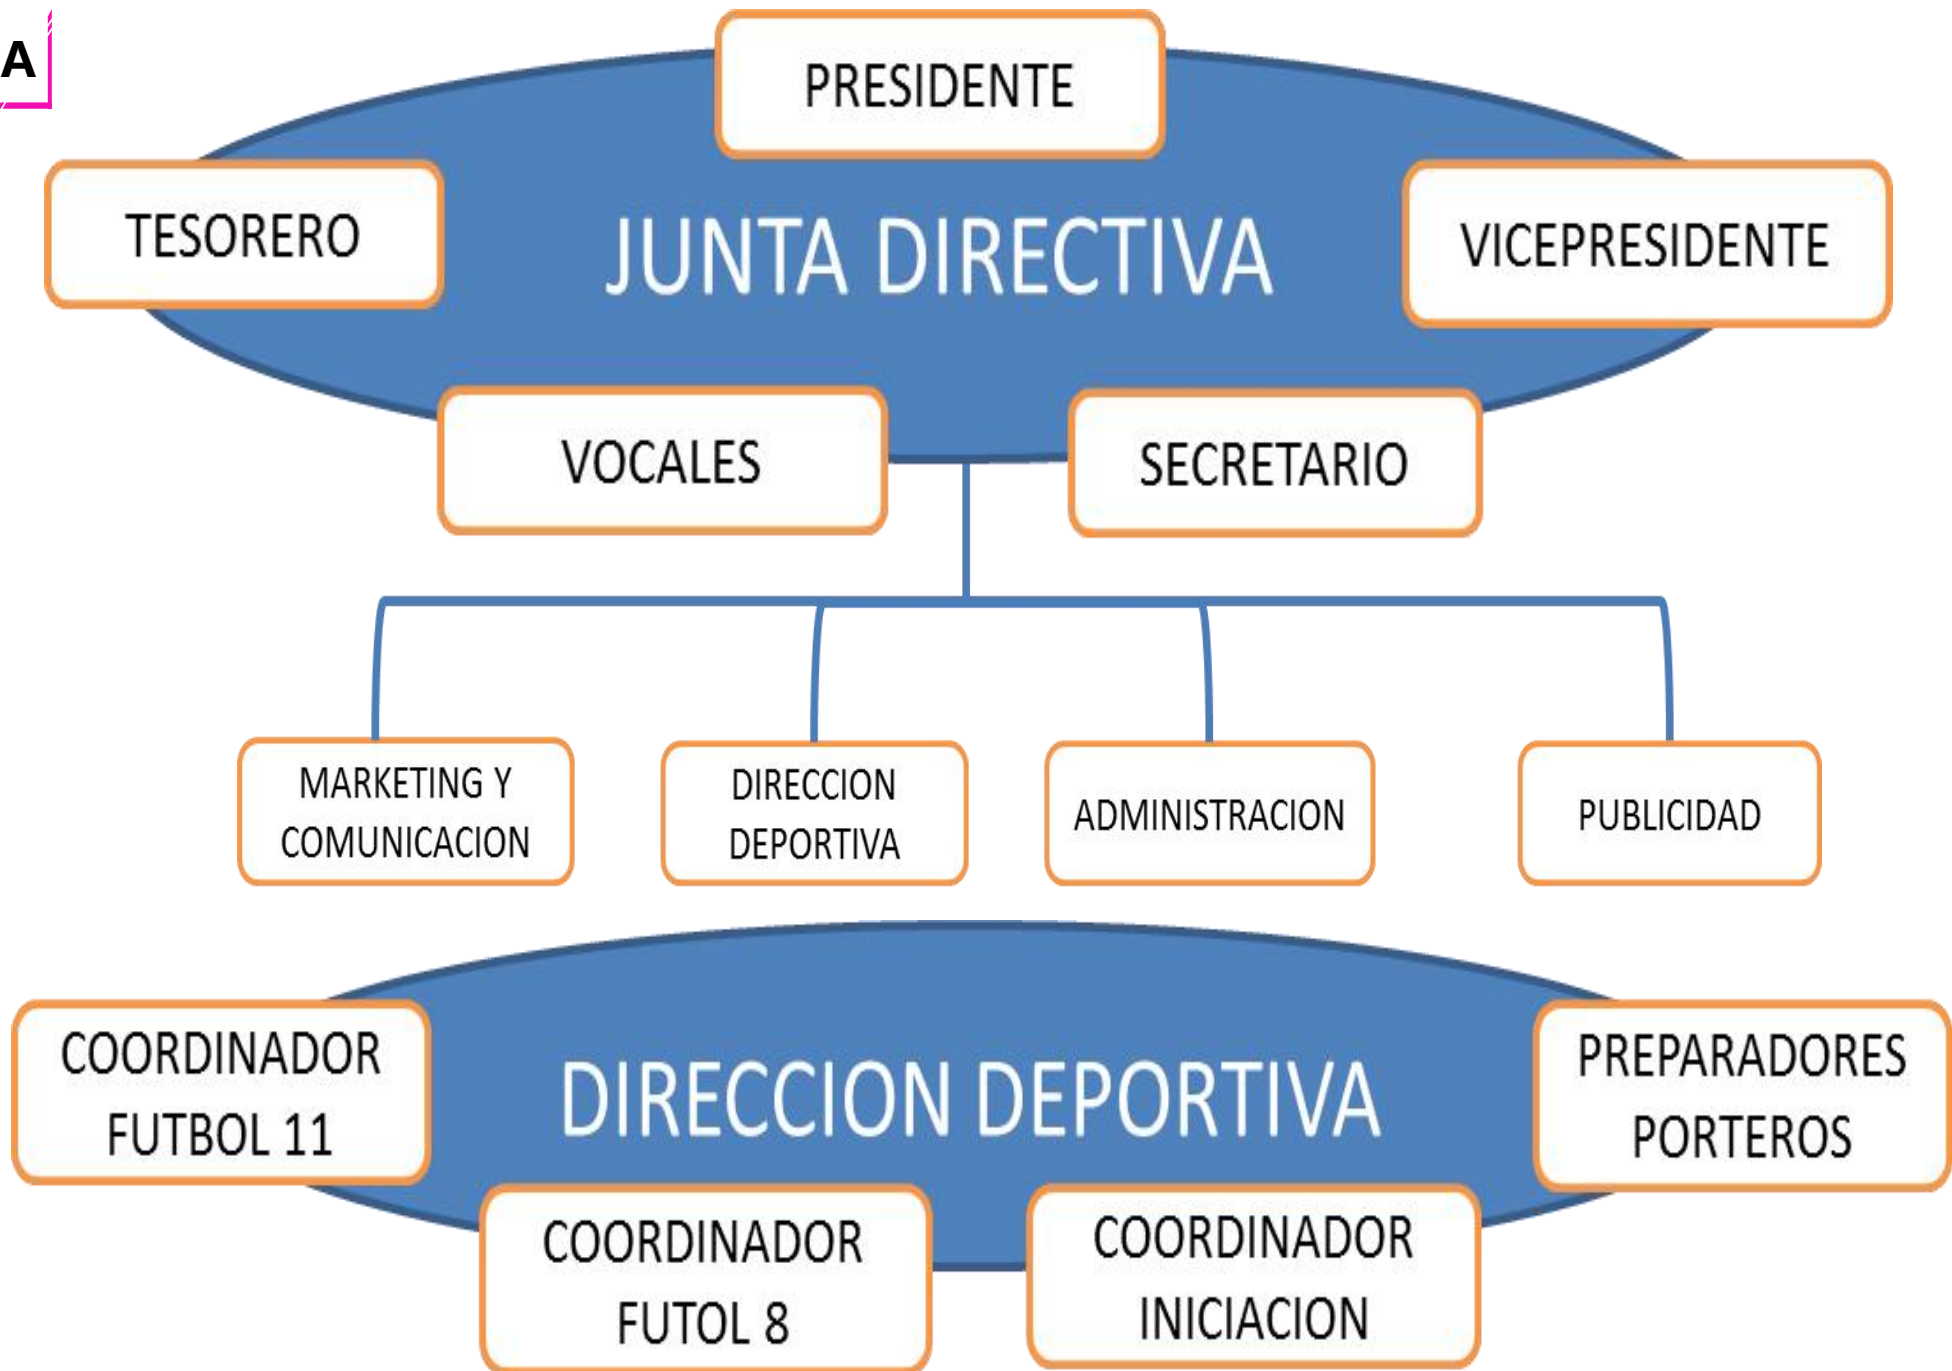 A
PRESIDENTE
TESORERO
JUNTA DIRECTIVA
VICEPRESIDENTE
VOCALES
SECRETARIO
MARKETING Y
COMUNICACION
DIRECCION
DEPORTIVA
ADMINISTRACION
PUBLICIDAD
COORDINADOR
FUTBOL 11
DIRECCION DEPORTIVA
PREPARADORES
PORTEROS
COORDINADOR
FUTOL 8
COORDINADOR
INICIACION